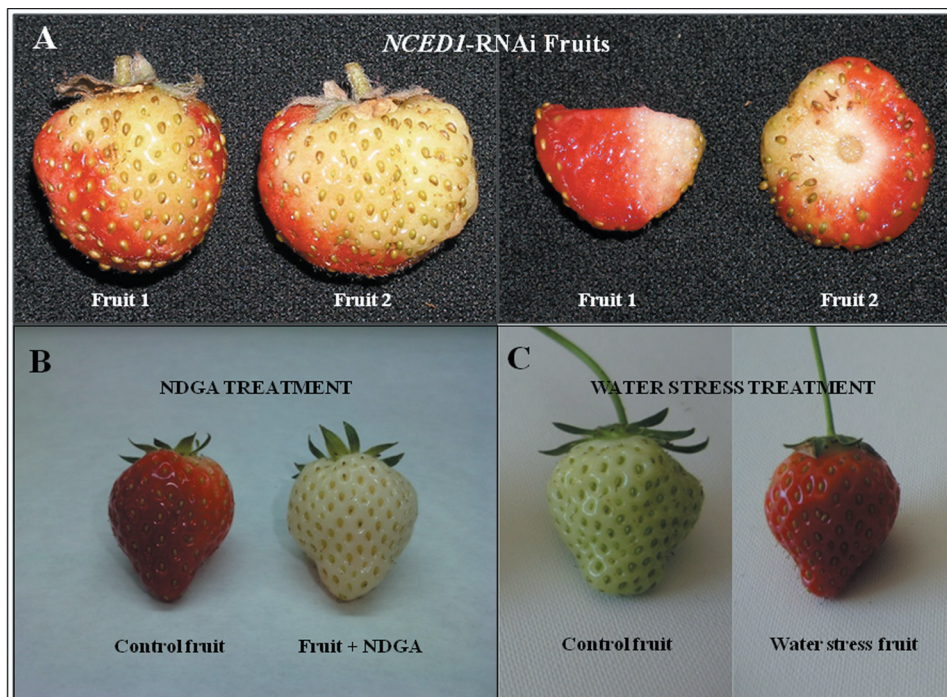 A
NCED1-RNAi Fruits
Fruit 1
Fruit 2
Fruit 1
Fruit 2
B
NDGA TREATMENT
Control fruit
Fruit + NDGA
C
WATER STRESS TREATMENT
Control fruit
Water stress fruit